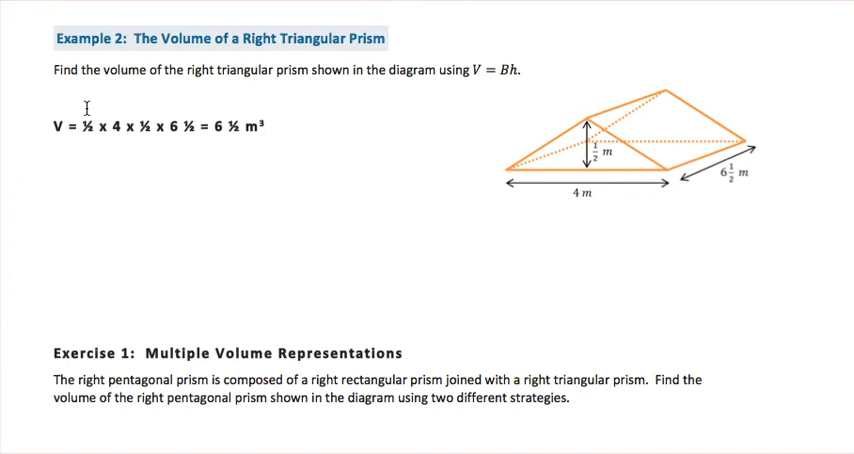 Example 2: The Volume of a Right Triangular Prism
Find the volume of the right triangular prism shown in the diagram using V = Bh.
V = ½ x 4 x ½ x 6 ½ = 6 ½ m³
½ m
6½ m
4 m
Exercise 1: Multiple Volume Representations
The right pentagonal prism is composed of a right rectangular prism joined with a right triangular prism. Find the
volume of the right pentagonal prism shown in the diagram using two different strategies.